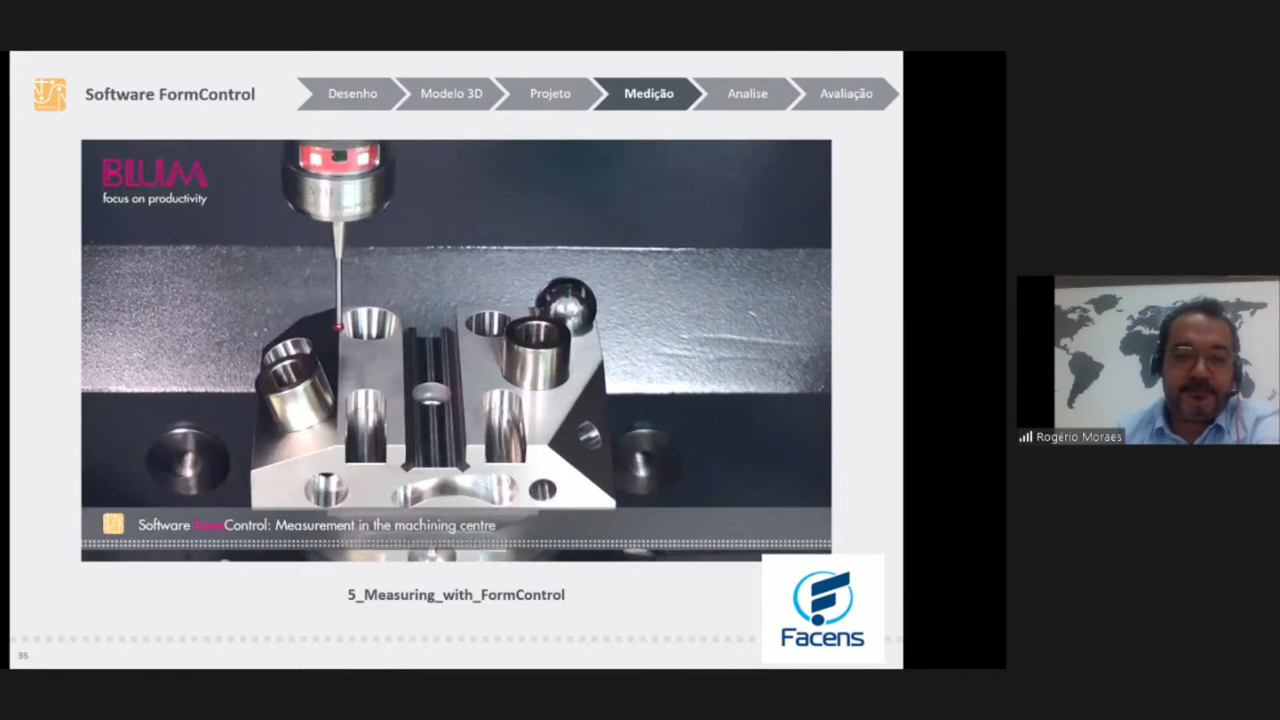 Software FormControl
Desenho
Modelo 3D
Projeto
Medição
Analise
Avaliação
BLUM
focus on productivity
Software FormControl: Measurement in the machining centre
5_Measuring_with_FormControl
Facens
35
Rogério Moraes